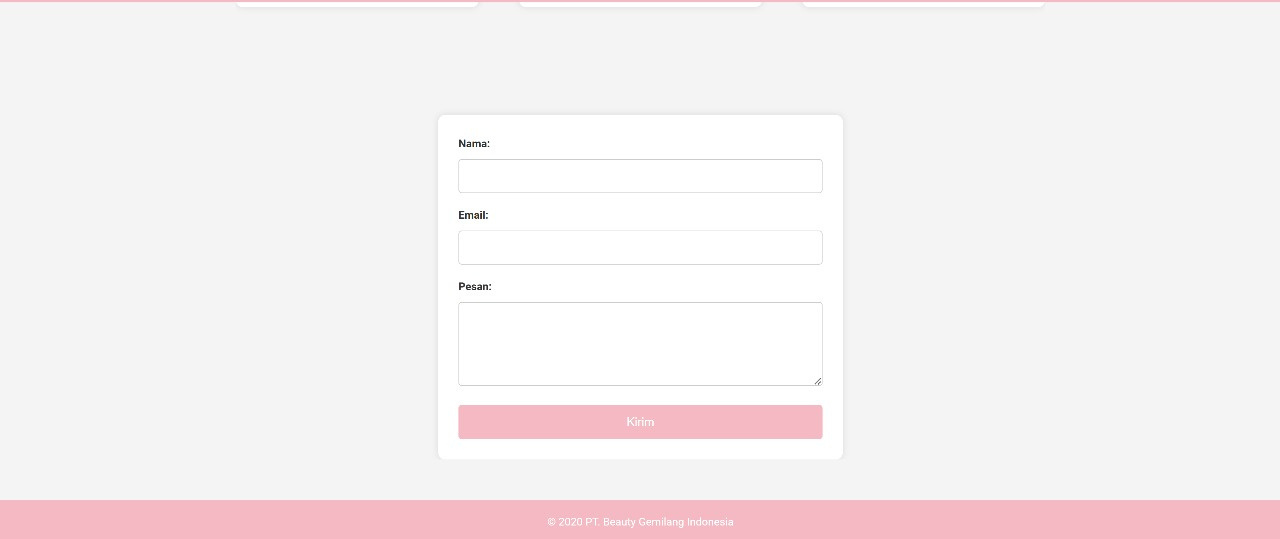 Nama:
Email:
Pesan:
Kirim
© 2020 PT. Beauty Gemilang Indonesia